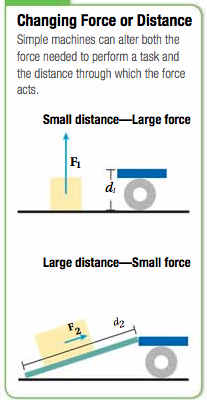 Changing Force or Distance
Simple machines can alter both the
force needed to perform a task and
the distance through which the force
acts.
Small distance—Large force
F1
d1
Large distance—Small force
F2
d2